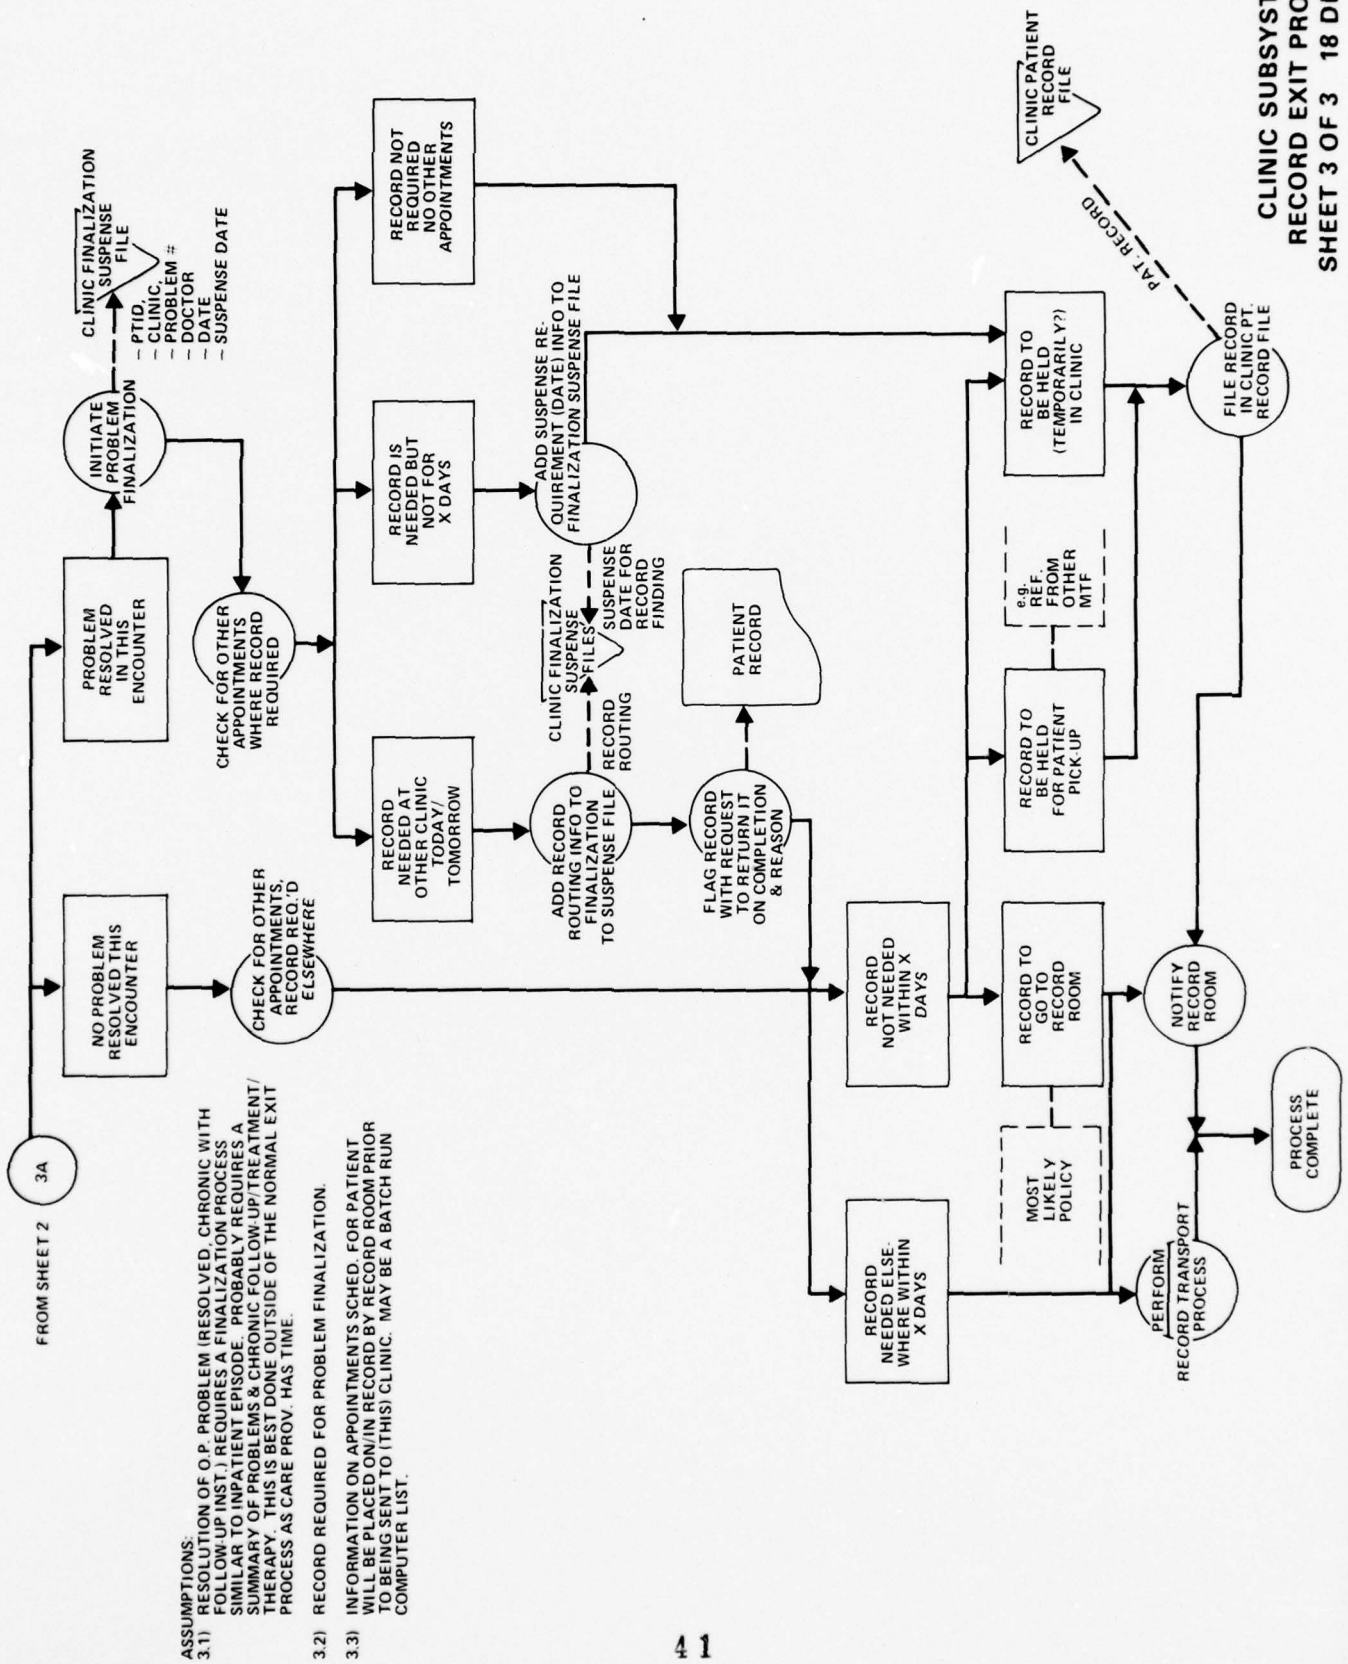 FROM SHEET 2
3A
ASSUMPTIONS:
3.1) RESOLUTION OF O.P. PROBLEM (RESOLVED, CHRONIC WITH
FOLLOW-UP INST.) REQUIRES A FINALIZATION PROCESS
SIMILAR TO INPATIENT EPISODE. PROBABLY REQUIRES A
SUMMARY OF PROBLEMS & CHRONIC FOLLOW-UP/TREATMENT/
THERAPY. THIS IS BEST DONE OUTSIDE OF THE NORMAL EXIT
PROCESS AS CARE PROV. HAS TIME.
3.2) RECORD REQUIRED FOR PROBLEM FINALIZATION.
3.3) INFORMATION ON APPOINTMENTS SCHED. FOR PATIENT
WILL BE PLACED ON/IN RECORD BY RECORD ROOM PRIOR
TO BEING SENT TO (THIS) CLINIC. MAY BE A BATCH RUN
COMPUTER LIST.
NO PROBLEM
RESOLVED THIS
ENCOUNTER
PROBLEM
RESOLVED
IN THIS
ENCOUNTER
INITIATE
PROBLEM
FINALIZATION
CLINIC FINALIZATION
SUSPENSE
FILE
– PTID,
– CLINIC,
– PROBLEM #
– DOCTOR
– DATE
– SUSPENSE DATE
CHECK FOR OTHER
APPOINTMENTS,
RECORD REQ.'D
ELSEWHERE
CHECK FOR OTHER
APPOINTMENTS
WHERE RECORD
REQUIRED
RECORD
NEEDED AT
OTHER CLINIC
TODAY/
TOMORROW
RECORD IS
NEEDED BUT
NOT FOR
X DAYS
RECORD NOT
REQUIRED
NO OTHER
APPOINTMENTS
ADD RECORD
ROUTING INFO TO
FINALIZATION
TO SUSPENSE FILE
RECORD
ROUTING
CLINIC FINALIZATION
SUSPENSE
FILES
SUSPENSE
DATE FOR
RECORD
FINDING
ADD SUSPENSE RE-
QUIREMENT (DATE) INFO TO
FINALIZATION SUSPENSE FILE
FLAG RECORD
WITH REQUEST
TO RETURN IT
ON COMPLETION
& REASON
PATIENT
RECORD
RECORD
NEEDED ELSE-
WHERE WITHIN
X DAYS
RECORD
NOT NEEDED
WITHIN X
DAYS
MOST
LIKELY
POLICY
RECORD TO
GO TO
RECORD
ROOM
RECORD TO
BE HELD
FOR PATIENT
PICK-UP
e.g.
REF.
FROM
OTHER
MTF
RECORD TO
BE HELD
(TEMPORARILY?)
IN CLINIC
CLINIC PATIENT
RECORD
FILE
PAT. RECORD
PERFORM
RECORD TRANSPORT
PROCESS
NOTIFY
RECORD
ROOM
FILE RECORD
IN CLINIC PT.
RECORD FILE
PROCESS
COMPLETE
CLINIC SUBSYST
RECORD EXIT PRO
SHEET 3 OF 3 18 D
41